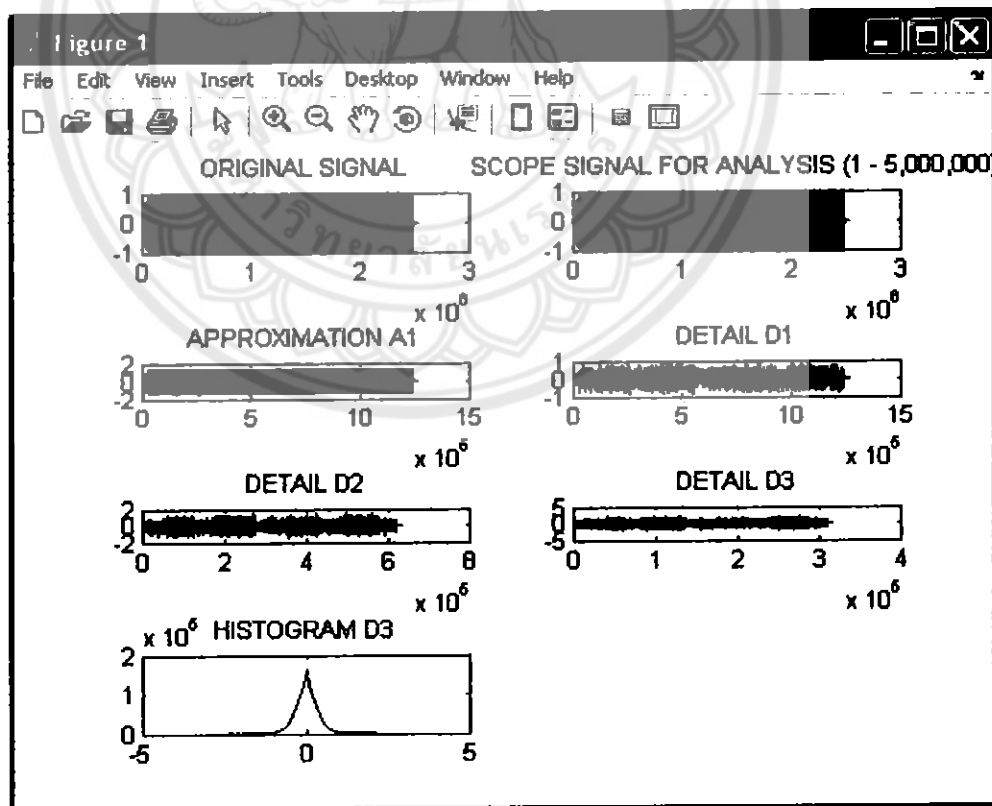 Figure 1
File Edit View Insert Tools Desktop Window Help
ORIGINAL SIGNAL
1
0
-1
0 1 2 3
x 10^6
SCOPE SIGNAL FOR ANALYSIS (1 - 5,000,000)
1
0
-1
0 1 2 3
x 10^6
APPROXIMATION A1
2
0
-2
0 5 10 15
x 10^5
DETAIL D1
1
0
-1
0 5 10 15
x 10^5
DETAIL D2
2
0
-2
0 2 4 6 8
x 10^5
DETAIL D3
5
0
-5
0 1 2 3 4
x 10^5
x 10^5 HISTOGRAM D3
2
1
0
-5 0 5